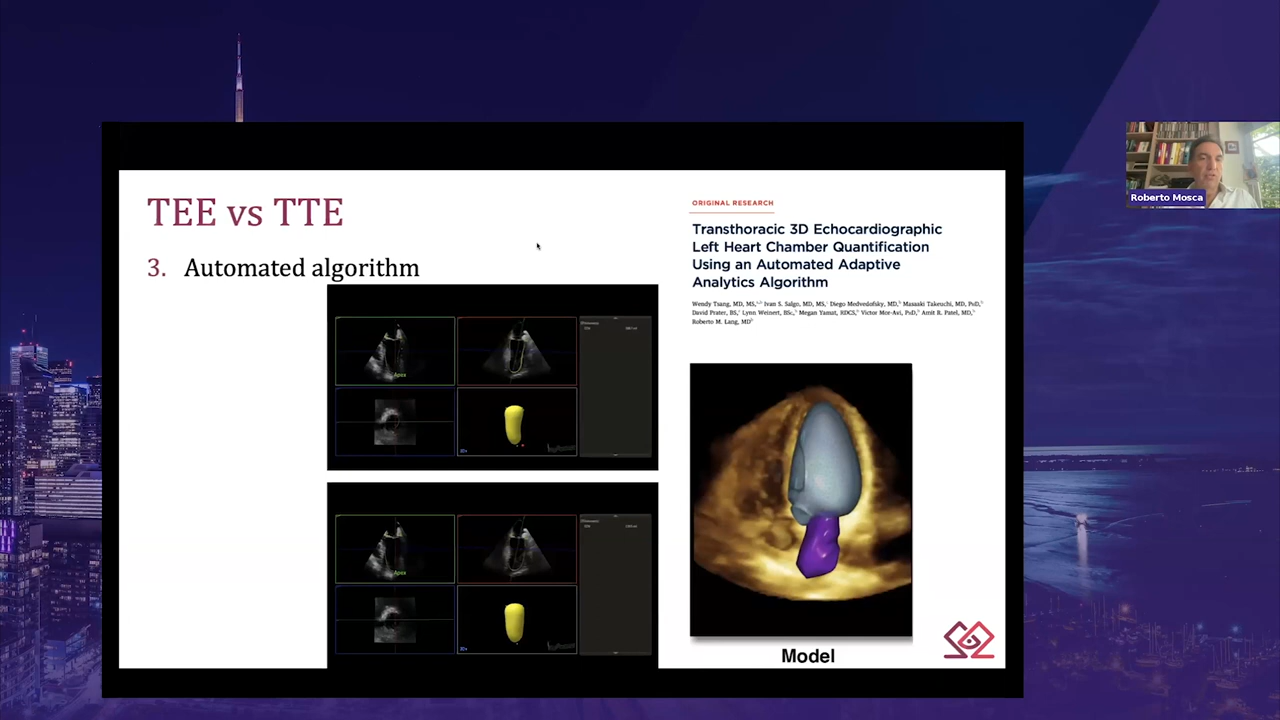 TEE vs TTE
3. Automated algorithm
Apex
Apex
ORIGINAL RESEARCH
Transthoracic 3D Echocardiographic
Left Heart Chamber Quantification
Using an Automated Adaptive
Analytics Algorithm
Wendy Tsang, MD, MS,a,b Ivan S. Salgo, MD, MS,c Diego Medvedofsky, MD,b Masaaki Takeuchi, MD, PhD,d
David Prater, BS,c Lynn Weinert, BSc,b Megan Yamat, RDCS,b Victor Mor-Avi, PhD,b Amit R. Patel, MD,b
Roberto M. Lang, MDb
Model
Roberto Mosca